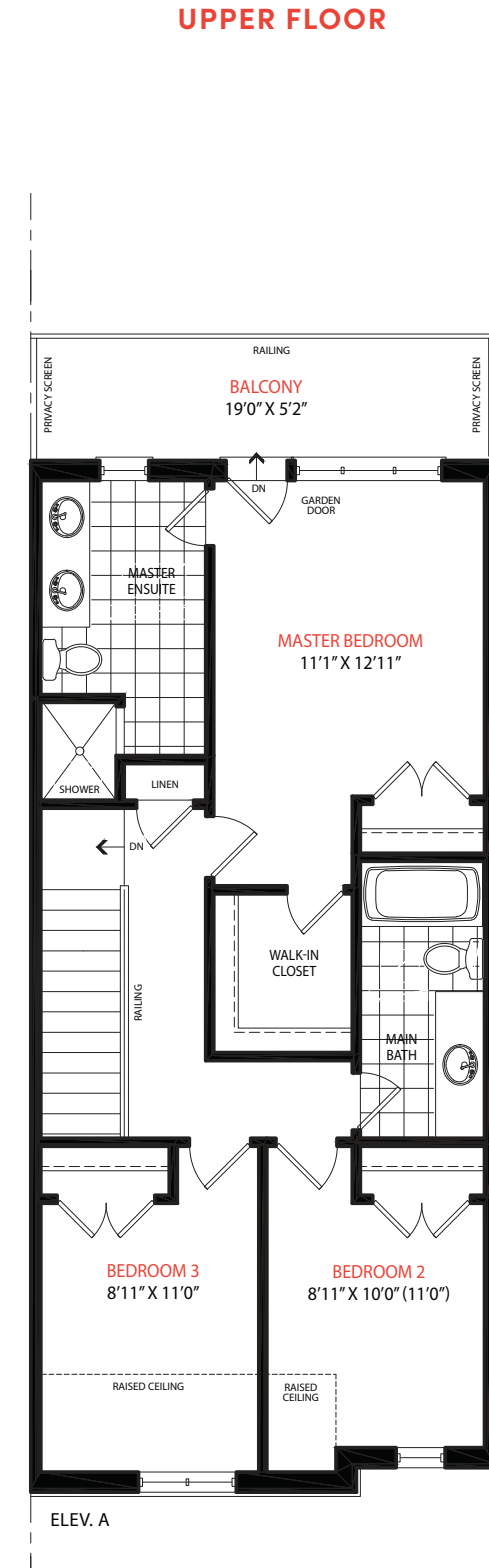 UPPER FLOOR
RAILING
PRIVACY SCREEN
BALCONY
19'0" X 5'2"
PRIVACY SCREEN
DN
GARDEN
DOOR
MASTER
ENSUITE
MASTER BEDROOM
11'1" X 12'11"
SHOWER
LINEN
DN
WALK-IN
CLOSET
RAILING
MAIN
BATH
BEDROOM 3
8'11" X 11'0"
BEDROOM 2
8'11" X 10'0" (11'0")
RAISED CEILING
RAISED
CEILING
ELEV. A